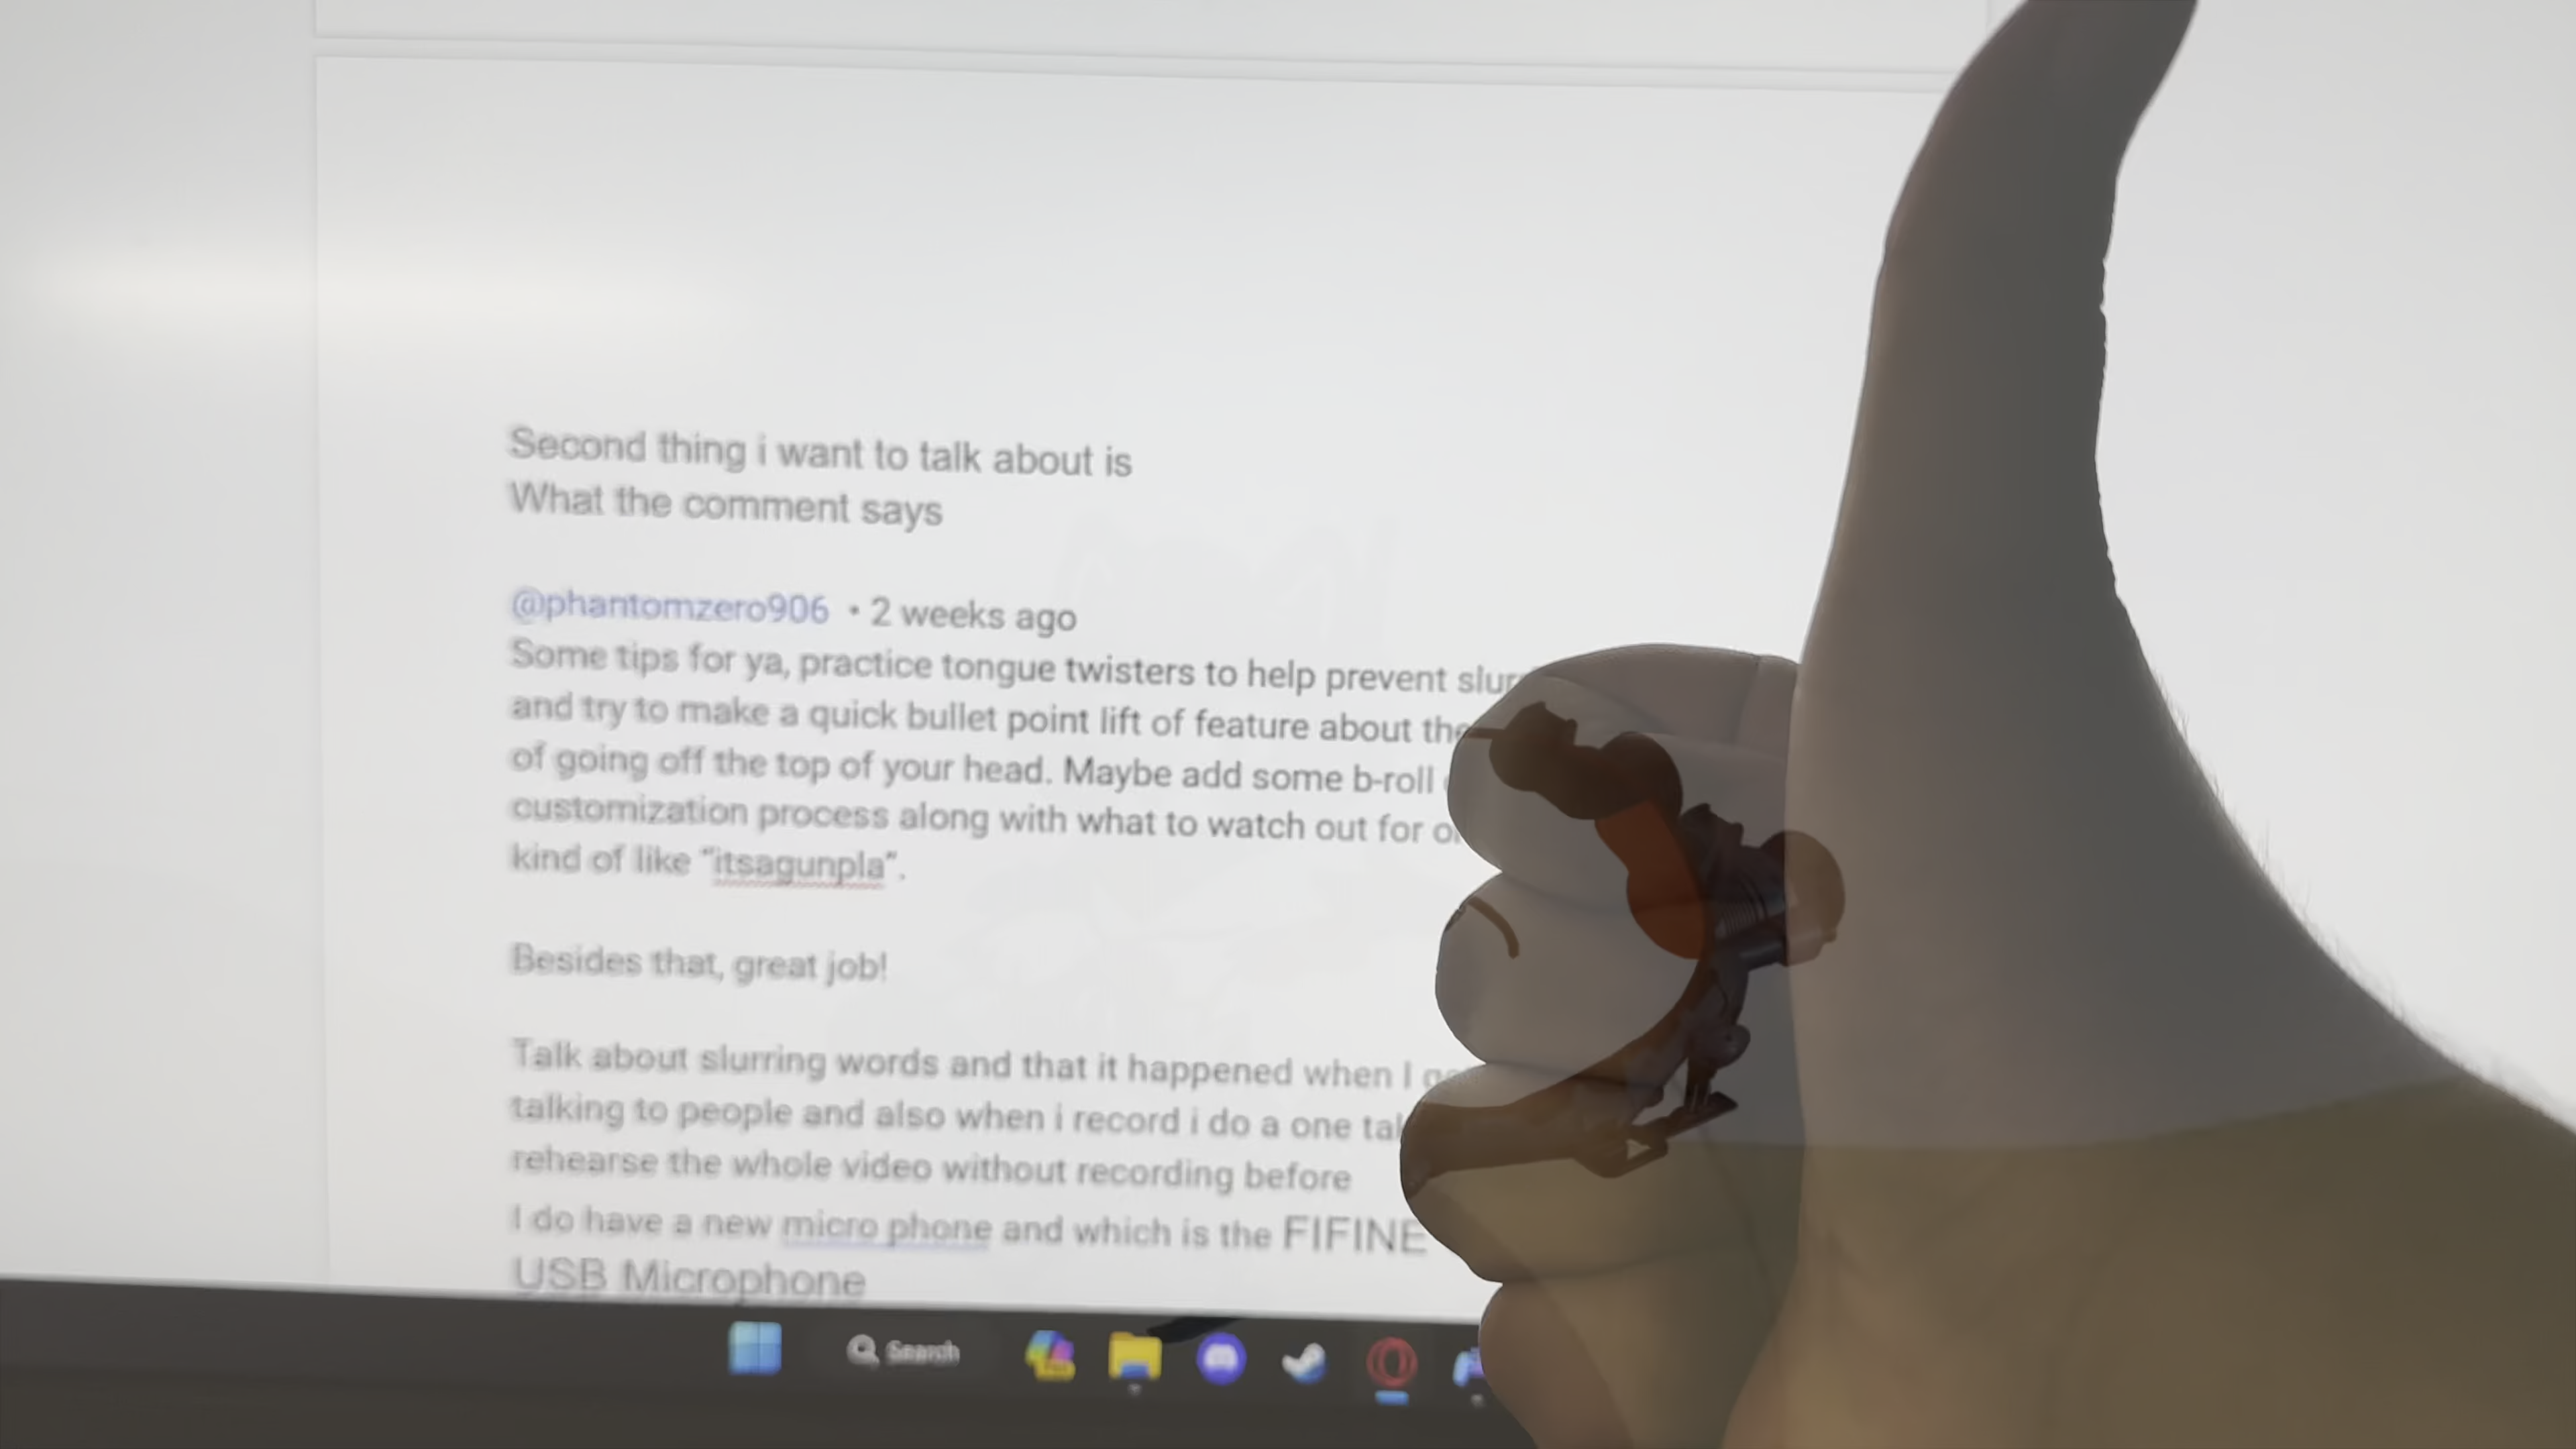 Second thing i want to talk about is
What the comment says
@phantomzero906 • 2 weeks ago
Some tips for ya, practice tongue twisters to help prevent
and try to make a quick bullet point lift of feature about
of going off the top of your head. Maybe add some b-roll
customization process along with what to watch out for
kind of like "itsagunpla".
Besides that, great job!
Talk about slurring words and that it happened when I
talking to people and also when i record i do a one
rehearse the whole video without recording before
I do have a new micro phone and which is the FIFINE
USB Microphone
Search